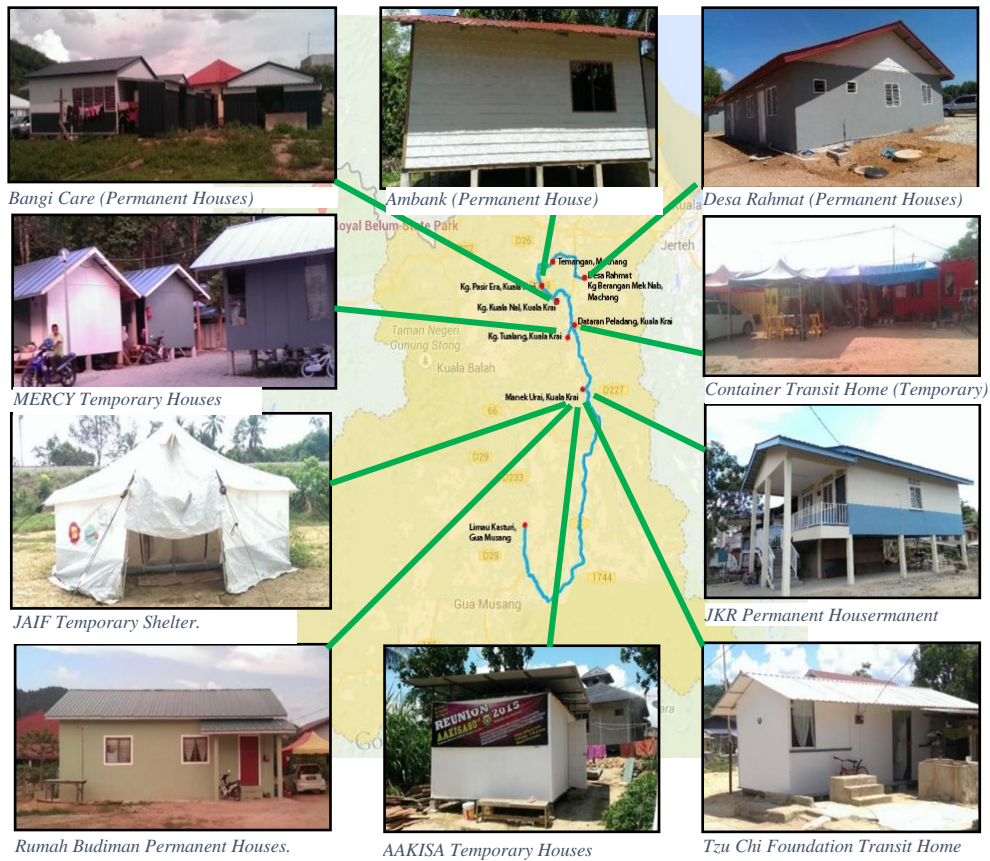 Bangi Care (Permanent Houses)
Ambank (Permanent House)
Desa Rahmat (Permanent Houses)
Royal Belum State Park
Kuala
Jerteh
D26
Temangan, Machang
Desa Rahmat
Kg Berangan Mek Nab,
Machang
Kg. Pasir Era, Kuala
Kg. Kuala Nal, Kuala Krai
Dataran Peladang, Kuala Krai
Kg. Tualang, Kuala Krai
Taman Negeri
Gunung Stong
Kuala Balah
MERCY Temporary Houses
Container Transit Home (Temporary)
Manek Urai, Kuala Krai
D227
66
D29
D233
Limau Kasturi,
Gua Musang
D29
1744
Gua Musang
JAIF Temporary Shelter.
JKR Permanent Housermanent
REUNION 2015
AAKISA
Rumah Budiman Permanent Houses.
AAKISA Temporary Houses
Tzu Chi Foundation Transit Home